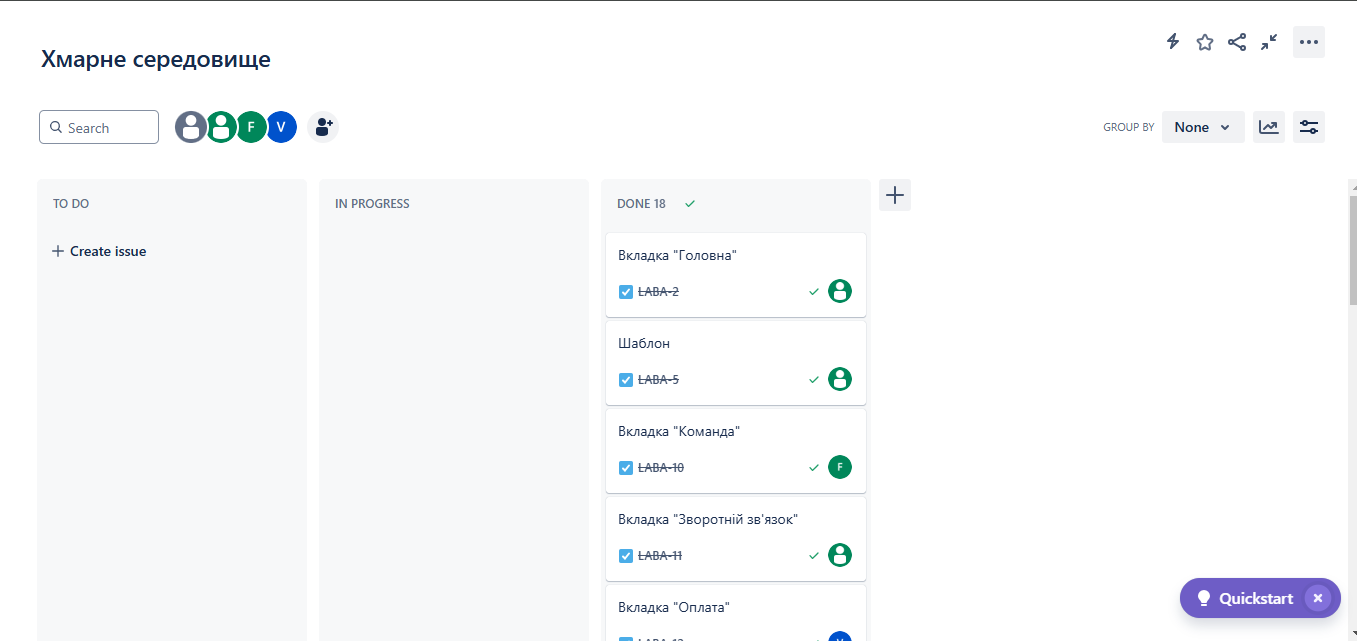 Хмарне середовище
Search
F
V
GROUP BY
None
TO DO
IN PROGRESS
DONE 18
Create issue
Вкладка "Головна"
LABA-2
Шаблон
LABA-5
Вкладка "Команда"
LABA-10
F
Вкладка "Зворотній зв'язок"
LABA-11
Вкладка "Оплата"
Quickstart